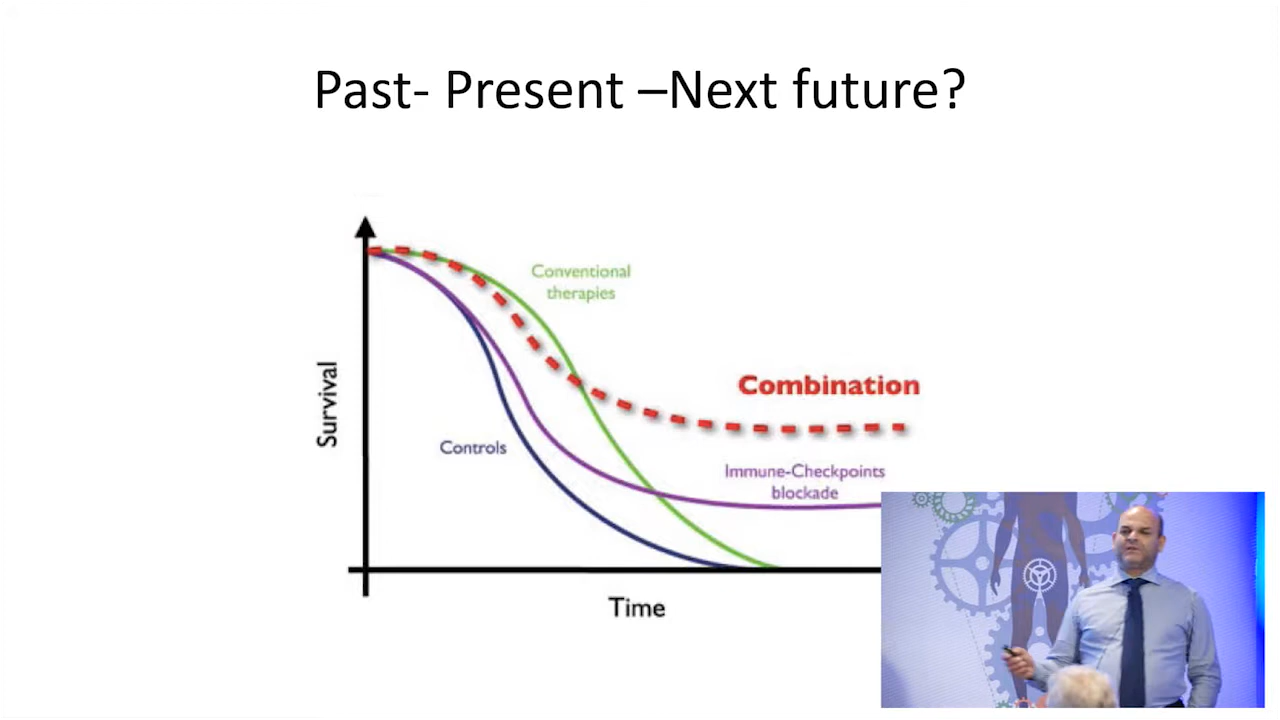 Past- Present –Next future?
Conventional
therapies
Combination
Controls
Immune-Checkpoints
blockade
Survival
Time